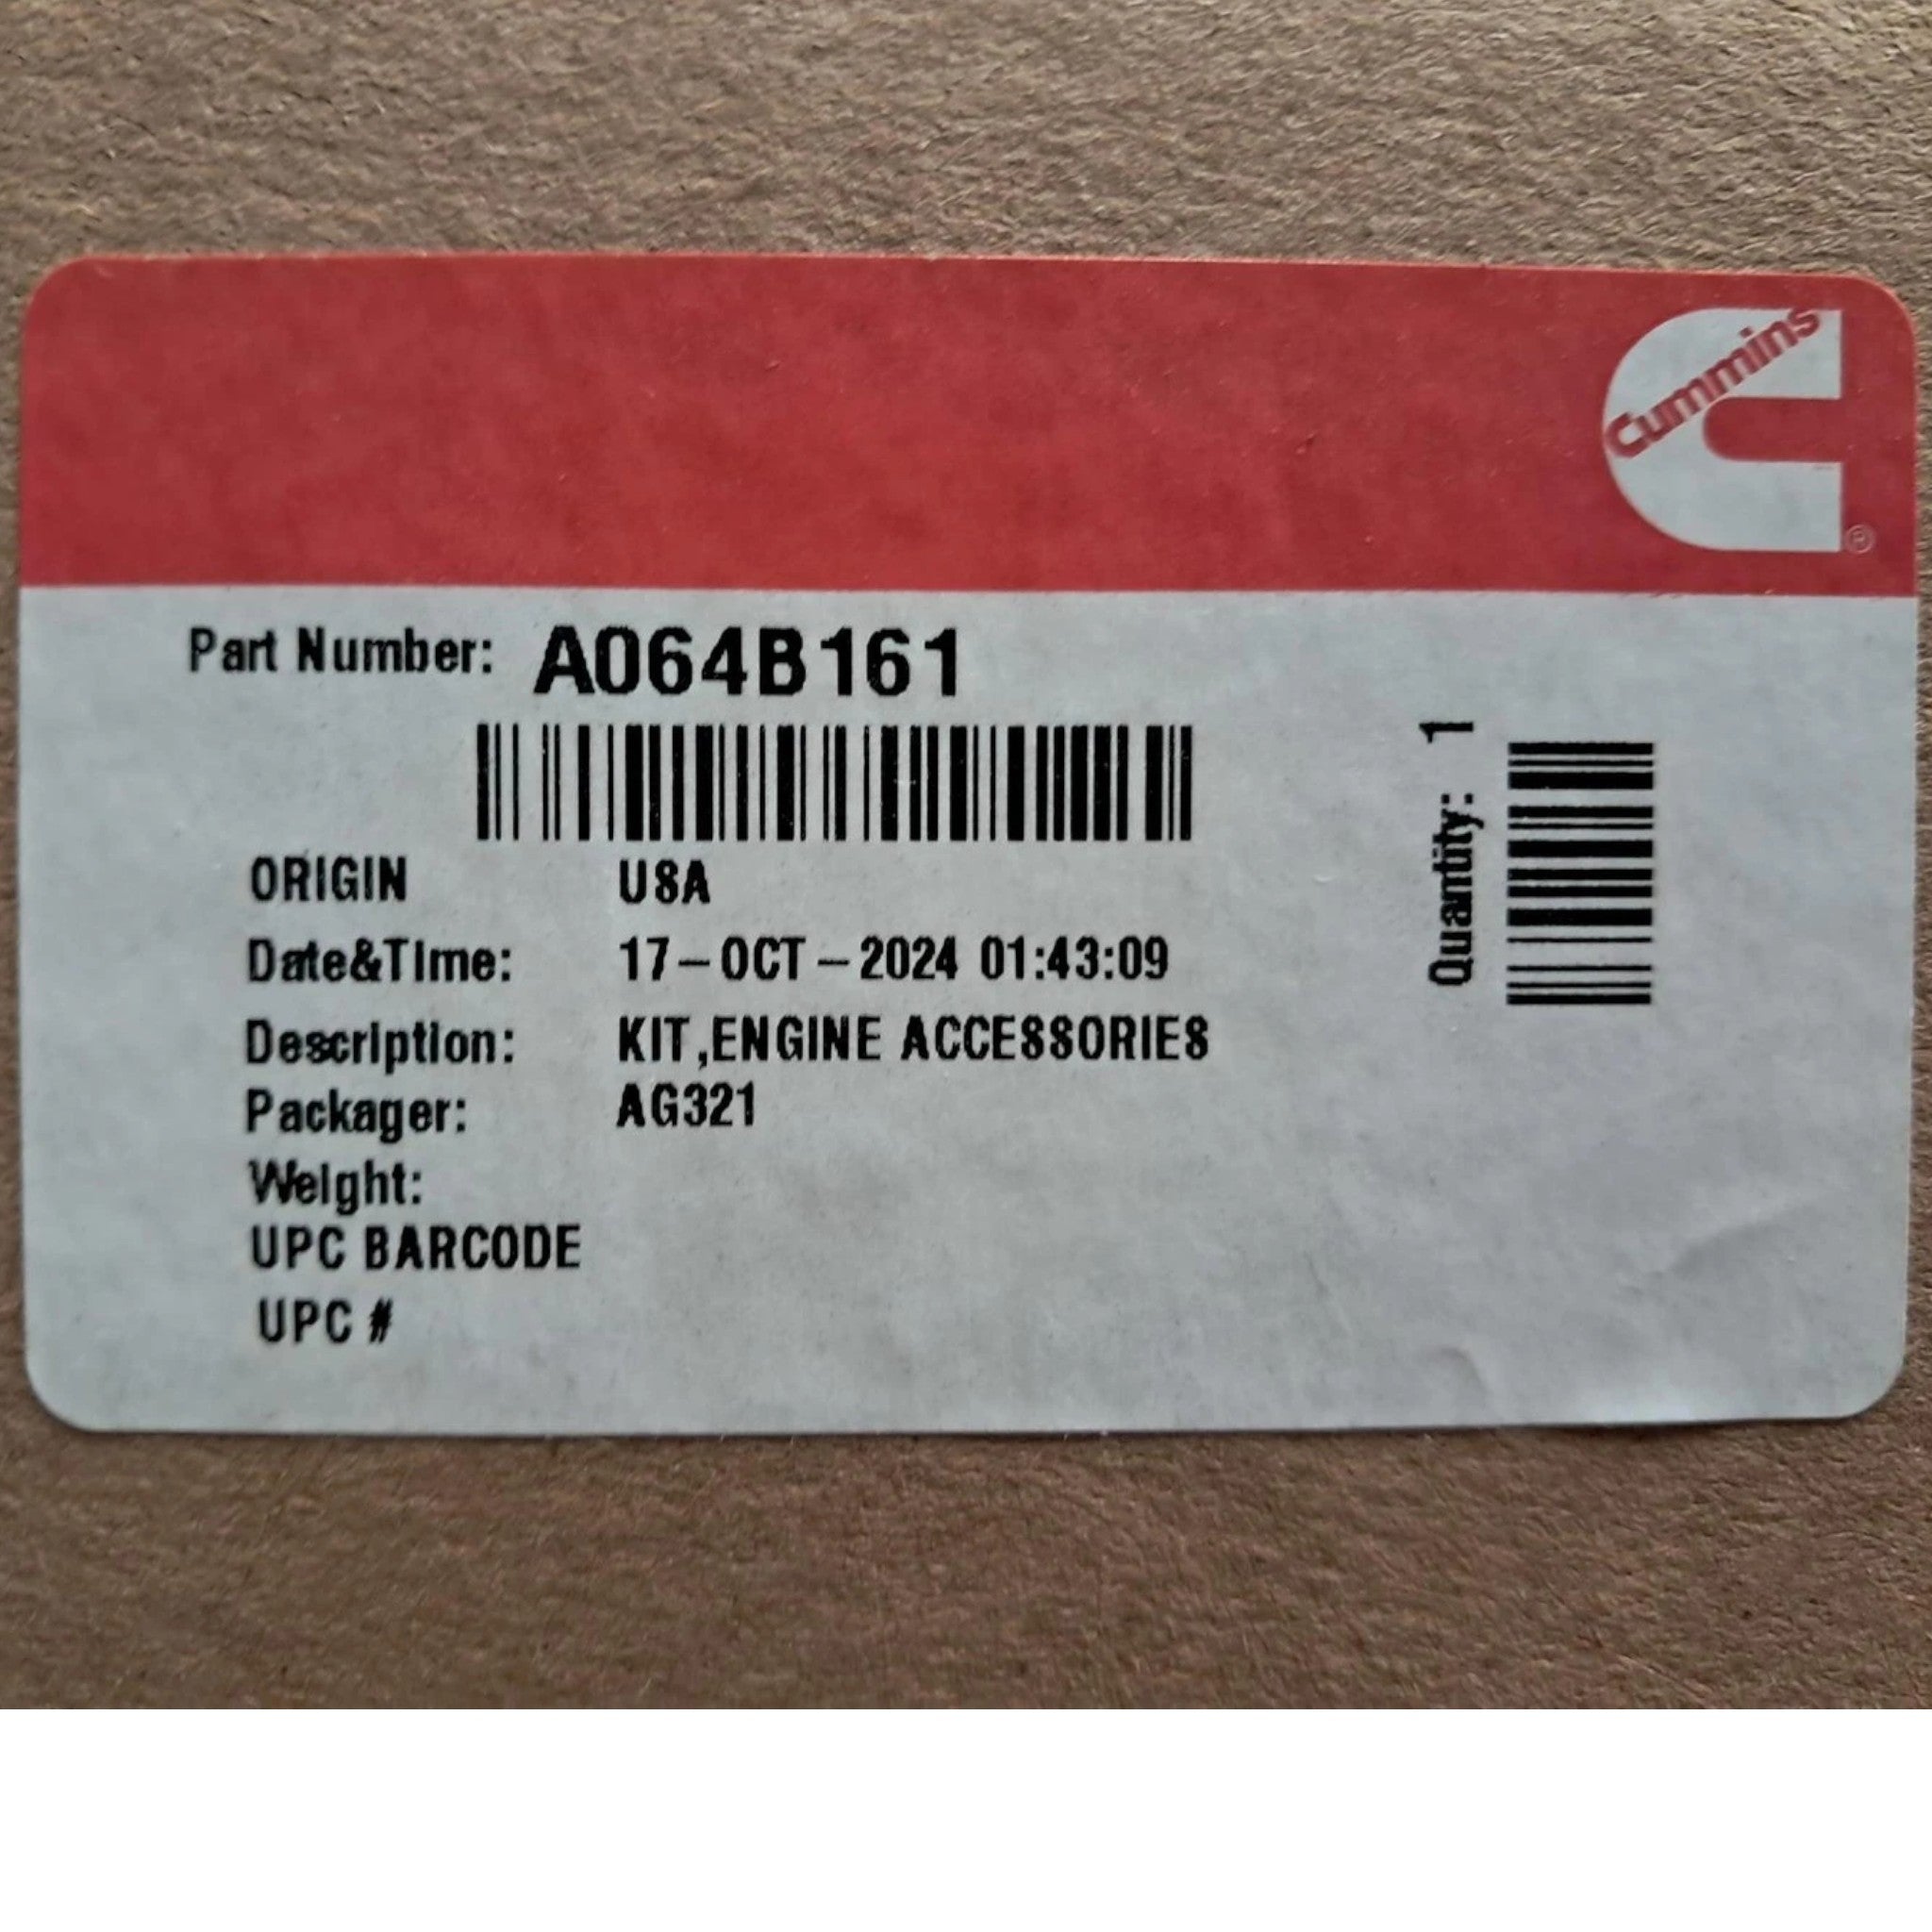 Cummins
®
Part Number: A064B161
Quantity: 1
ORIGIN USA
Date&Time: 17-OCT-2024 01:43:09
Description: KIT,ENGINE ACCESSORIES
Packager: AG321
Weight:
UPC BARCODE
UPC #